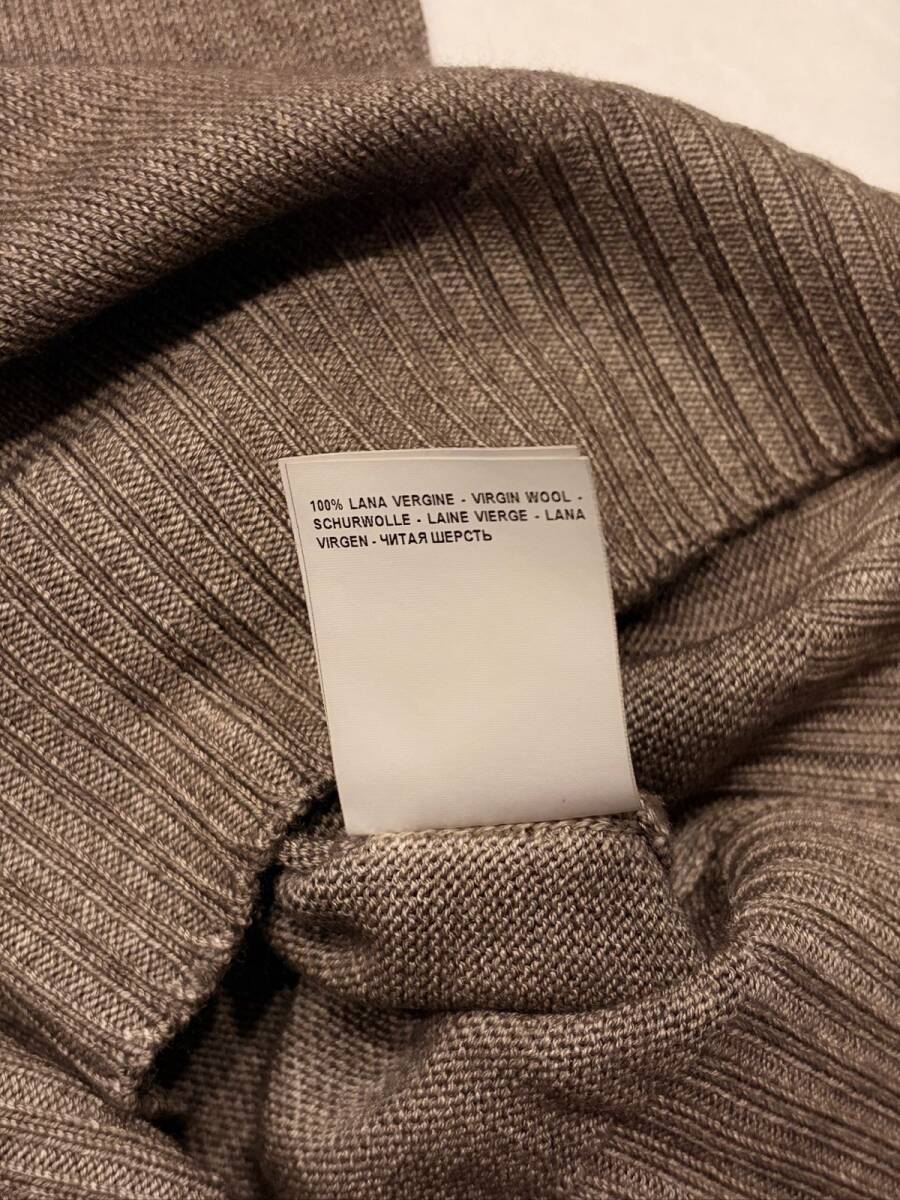 100% LANA VERGINE - VIRGIN WOOL -
SCHURWOLLE - LAINE VIERGE - LANA
VIRGEN - ЧИТАЯ ШЕРСТЬ